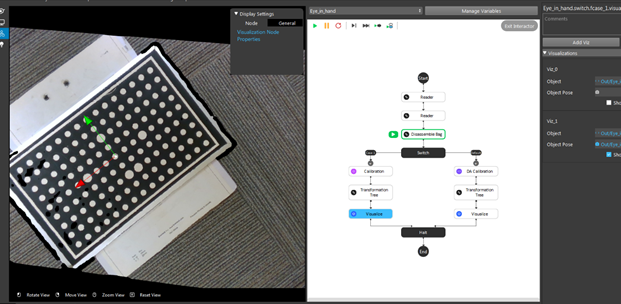 Display Settings
Node
General
Visualization Node
Properties
Rotate View
Move View
Zoom View
Reset View
Eye_in_hand
Manage Variables
Exit Interactor
Start
Reader
Reader
Disassemble Bag
Switch
Calibration
DA Calibration
Transformation
Tree
Transformation
Tree
Visualize
Visualize
Halt
End
Eye_in_hand.switch.fcase_1.visua
Comments
Add Viz
Visualizations
Viz_0
Object
Object Pose
Sho
Viz_1
Object
Object Pose
Sho